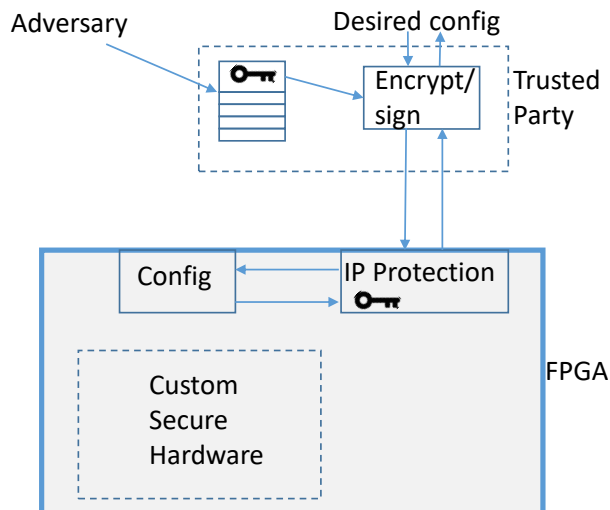 Adversary
Desired config
Encrypt/
sign
Trusted
Party
Config
IP Protection
FPGA
Custom
Secure
Hardware